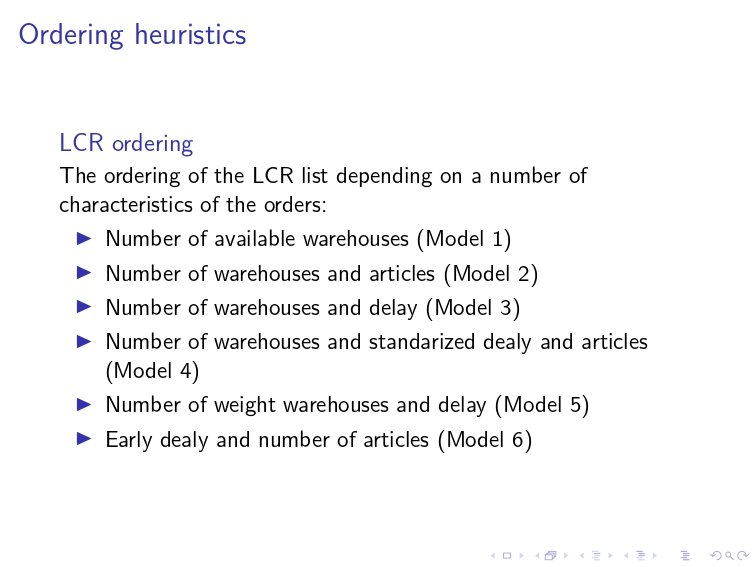 Ordering heuristics
LCR ordering
The ordering of the LCR list depending on a number of
characteristics of the orders:
Number of available warehouses (Model 1)
Number of warehouses and articles (Model 2)
Number of warehouses and delay (Model 3)
Number of warehouses and standarized dealy and articles
(Model 4)
Number of weight warehouses and delay (Model 5)
Early dealy and number of articles (Model 6)